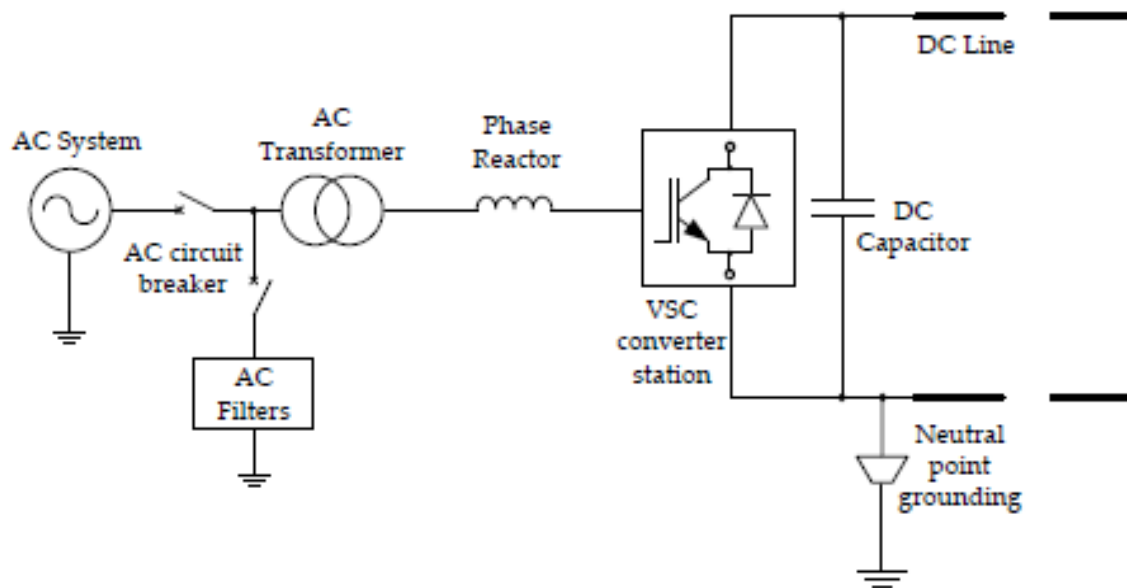 AC System
AC circuit
breaker
AC
Filters
AC
Transformer
Phase
Reactor
VSC
converter
station
DC Line
DC
Capacitor
Neutral
point
grounding